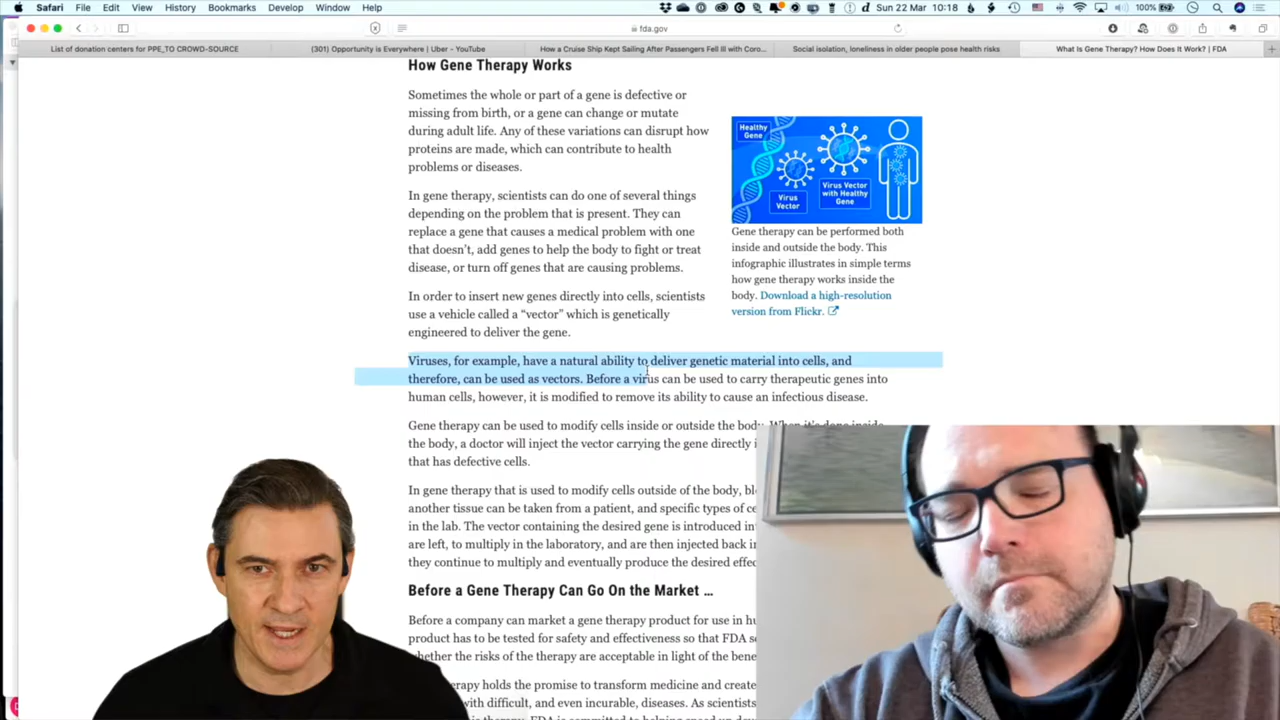 Safari File Edit View History Bookmarks Develop Window Help
Sun 22 Mar 10:18
100%
fda.gov
List of donation centers for PPE_TO CROWD-SOURCE
(301) Opportunity is Everywhere | Uber - YouTube
How a Cruise Ship Kept Sailing After Passengers Fell Ill with Coro...
Social isolation, loneliness in older people pose health risks
What Is Gene Therapy? How Does It Work? | FDA
How Gene Therapy Works
Sometimes the whole or part of a gene is defective or
missing from birth, or a gene can change or mutate
during adult life. Any of these variations can disrupt how
proteins are made, which can contribute to health
problems or diseases.
In gene therapy, scientists can do one of several things
depending on the problem that is present. They can
replace a gene that causes a medical problem with one
that doesn't, add genes to help the body to fight or treat
disease, or turn off genes that are causing problems.
In order to insert new genes directly into cells, scientists
use a vehicle called a “vector” which is genetically
engineered to deliver the gene.
Healthy
Gene
Virus
Vector
Virus Vector
with Healthy
Gene
Gene therapy can be performed both
inside and outside the body. This
infographic illustrates in simple terms
how gene therapy works inside the
body. Download a high-resolution
version from Flickr.
Viruses, for example, have a natural ability to deliver genetic material into cells, and
therefore, can be used as vectors. Before a virus can be used to carry therapeutic genes into
human cells, however, it is modified to remove its ability to cause an infectious disease.
Gene therapy can be used to modify cells inside or outside the body. When it's done inside
the body, a doctor will inject the vector carrying the gene directly
that has defective cells.
In gene therapy that is used to modify cells outside of the body,
another tissue can be taken from a patient, and specific types of
in the lab. The vector containing the desired gene is introduced
are left, to multiply in the laboratory, and are then injected back
they continue to multiply and eventually produce the desired
Before a Gene Therapy Can Go On the Market …
Before a company can market a gene therapy product for use in
product has to be tested for safety and effectiveness so that FDA
whether the risks of the therapy are acceptable in light of the
holds the promise to transform medicine and create
with difficult, and even incurable, diseases. As scientists
FDA is committed to helping speed up